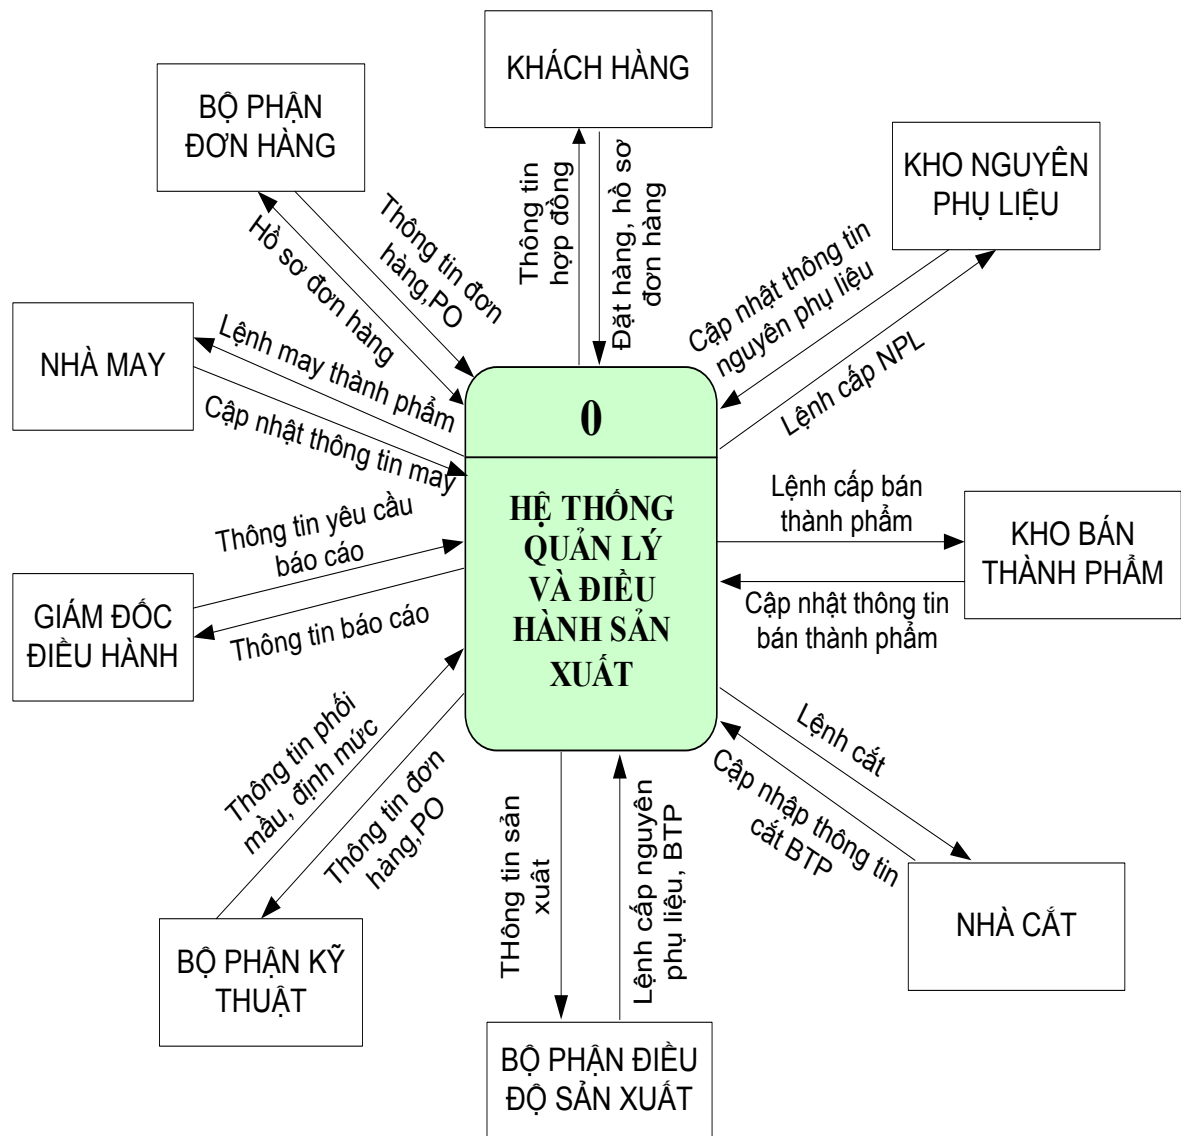 KHÁCH HÀNG
BỘ PHẬN
ĐƠN HÀNG
KHO NGUYÊN
PHỤ LIỆU
Thông tin
hợp đồng
Đặt hàng, hồ sơ
đơn hàng
Thông tin đơn
hàng,PO
Hồ sơ đơn hàng
Cập nhật thông tin
nguyên phụ liệu
Lệnh cấp NPL
NHÀ MAY
Lệnh may thành phẩm
Cập nhật thông tin may
0
HỆ THỐNG
QUẢN LÝ
VÀ ĐIỀU
HÀNH SẢN
XUẤT
Lệnh cấp bán
thành phẩm
KHO BÁN
THÀNH PHẨM
Cập nhật thông tin
bán thành phẩm
Thông tin yêu cầu
báo cáo
GIÁM ĐỐC
ĐIỀU HÀNH
Thông tin báo cáo
Thông tin phối
mầu, định mức
Thông tin đơn
hàng,PO
Lệnh cắt
Cập nhập thông tin
cắt BTP
THông tin sản
xuất
Lệnh cấp nguyên
phụ liệu, BTP
NHÀ CẮT
BỘ PHẬN KỸ
THUẬT
BỘ PHẬN ĐIỀU
ĐỘ SẢN XUẤT